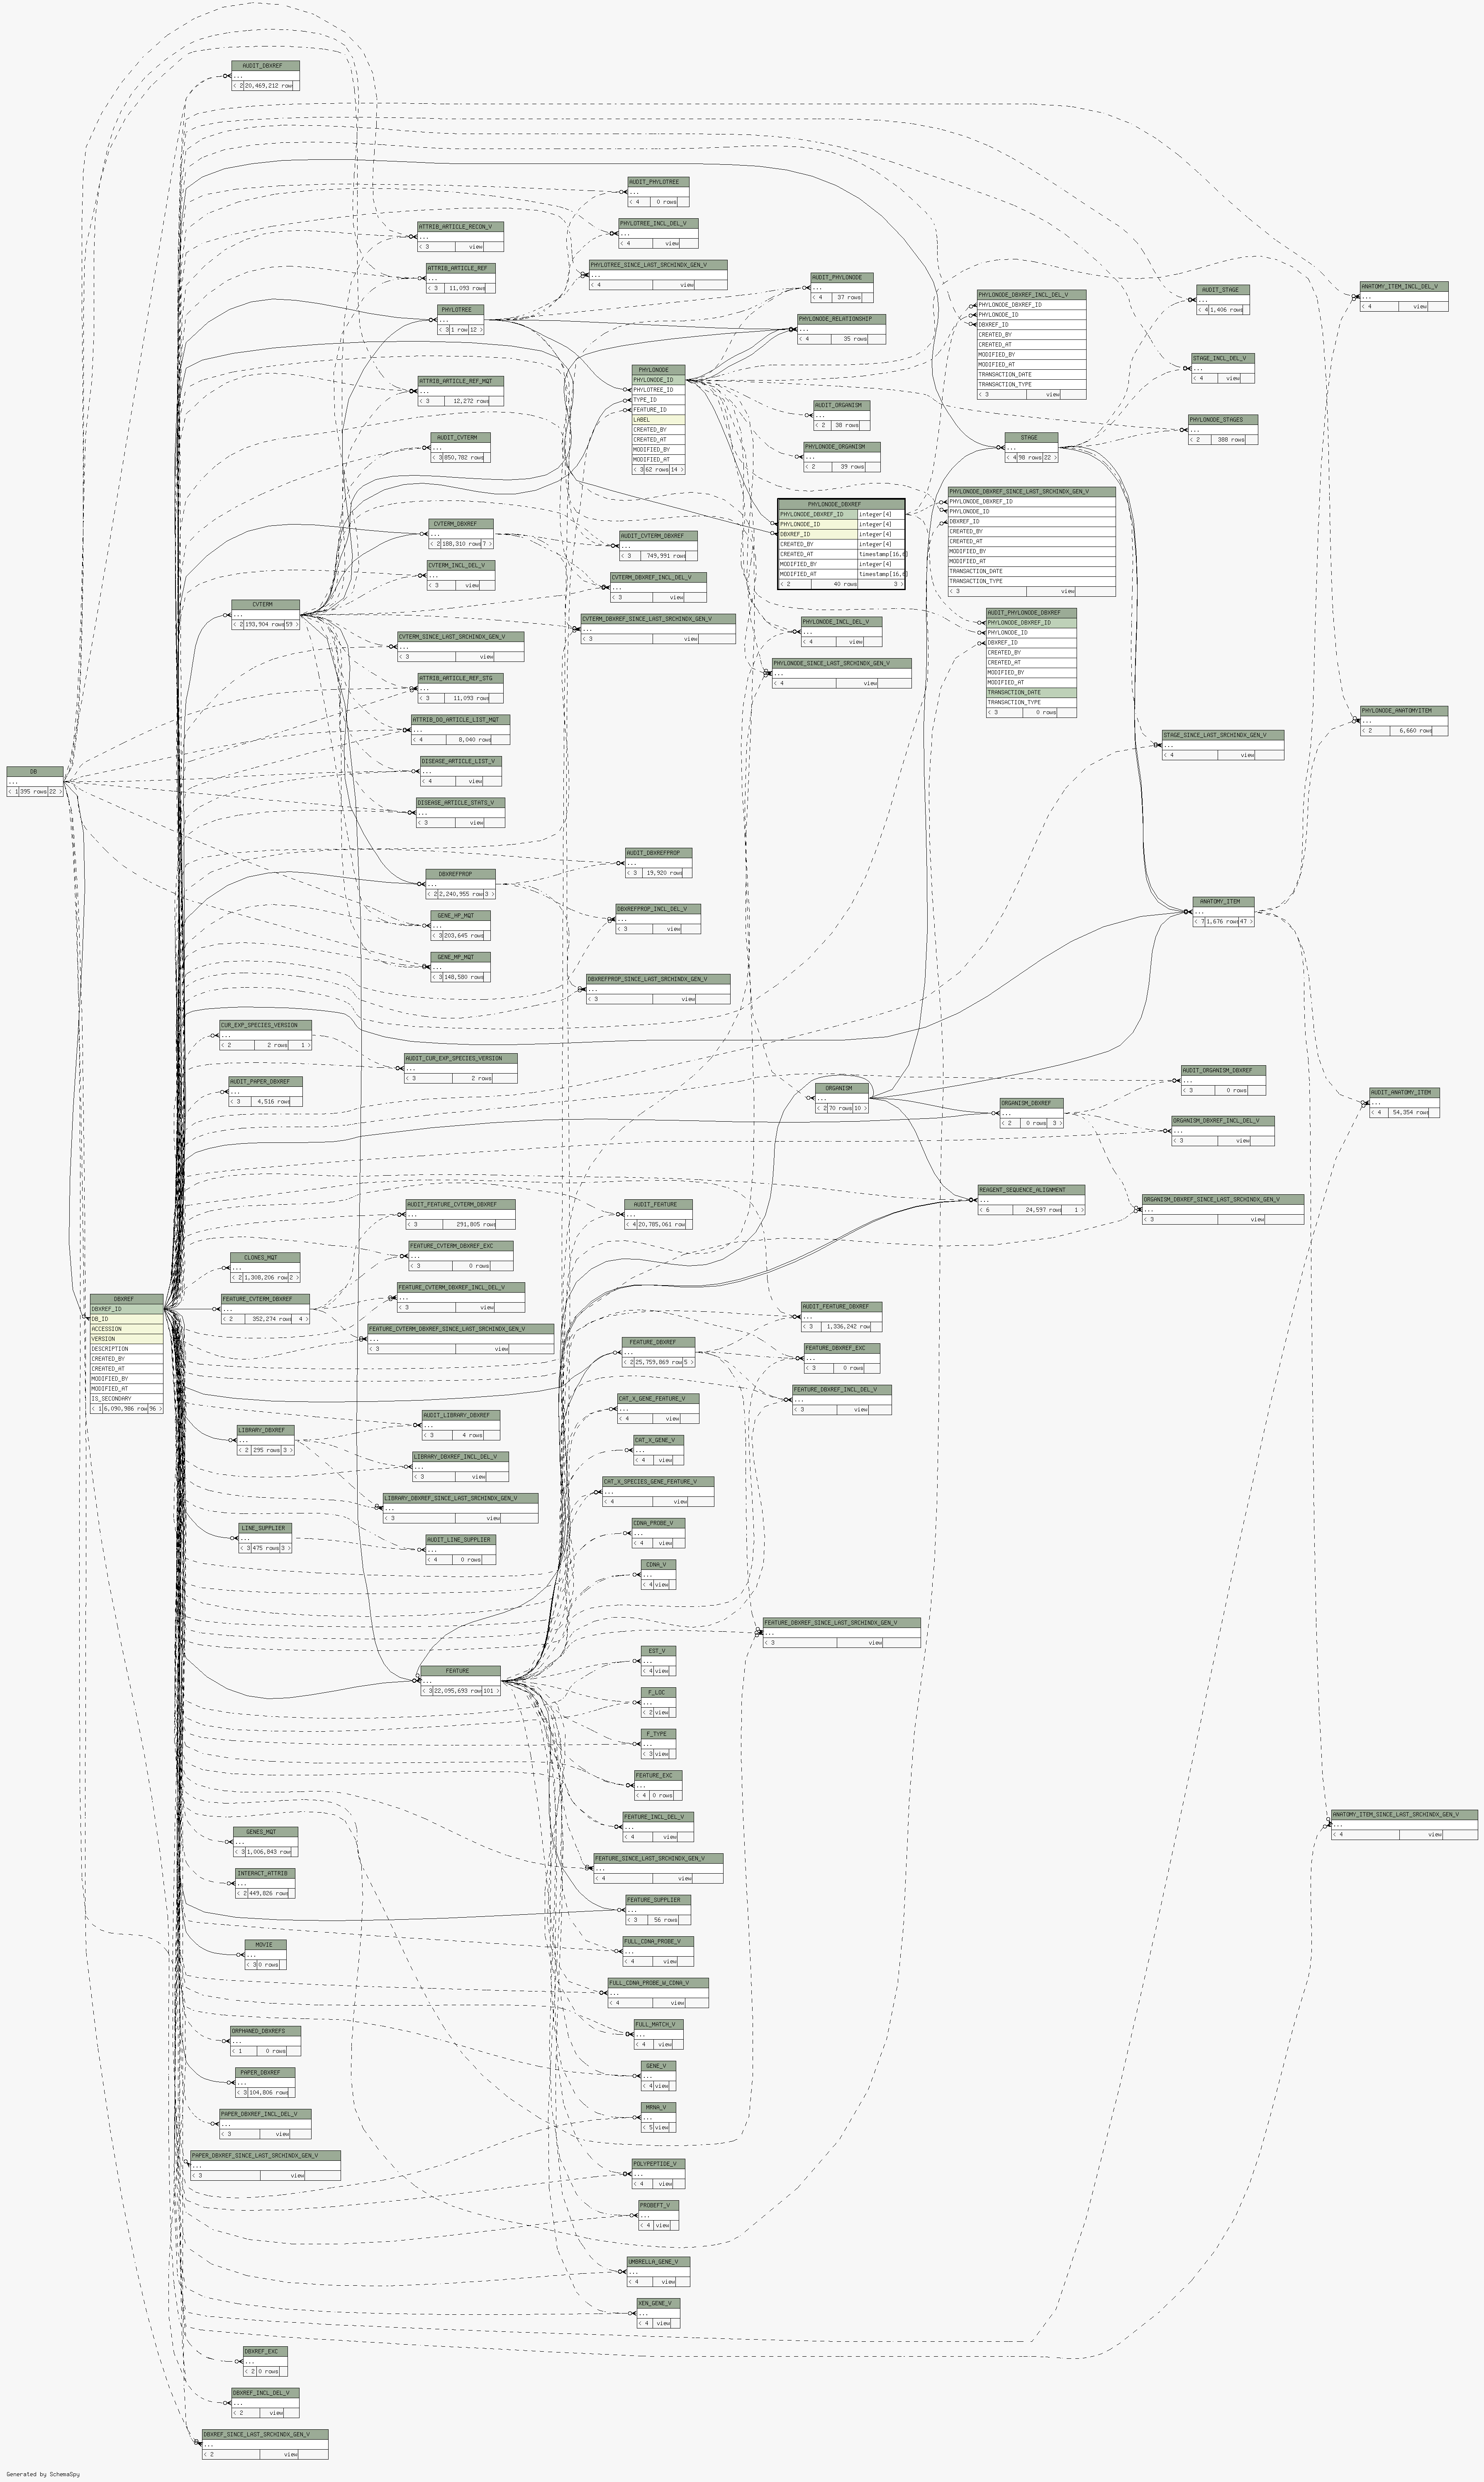 AUDIT_DBXREF
...
< 2 20,469,212 row
AUDIT_PHYLOTREE
...
< 4 0 rows
ATTRIB_ARTICLE_RECON_V
...
< 3 view
PHYLOTREE_INCL_DEL_V
...
< 4 view
ATTRIB_ARTICLE_REF
...
< 3 11,093 rows
PHYLOTREE_SINCE_LAST_SRCHINDX_GEN_V
...
< 4 view
AUDIT_PHYLONODE
...
< 4 37 rows
PHYLOTREE
...
< 3 1 row 12 >
PHYLONODE_RELATIONSHIP
...
< 4 35 rows
PHYLONODE_DBXREF_INCL_DEL_V
PHYLONODE_DBXREF_ID
PHYLONODE_ID
DBXREF_ID
CREATED_BY
CREATED_AT
MODIFIED_BY
MODIFIED_AT
TRANSACTION_DATE
TRANSACTION_TYPE
< 3 view
AUDIT_STAGE
...
< 4 1,406 rows
ANATOMY_ITEM_INCL_DEL_V
...
< 4 view
STAGE_INCL_DEL_V
...
< 4 view
PHYLONODE
PHYLONODE_ID
PHYLOTREE_ID
TYPE_ID
FEATURE_ID
LABEL
CREATED_BY
CREATED_AT
MODIFIED_BY
MODIFIED_AT
< 3 62 rows 14 >
ATTRIB_ARTICLE_REF_MQT
...
< 3 12,272 rows
AUDIT_ORGANISM
...
< 2 38 rows
PHYLONODE_STAGES
...
< 2 388 rows
AUDIT_CVTERM
...
< 3 850,782 rows
PHYLONODE_ORGANISM
...
< 2 39 rows
STAGE
...
< 4 98 rows 22 >
PHYLONODE_DBXREF
PHYLONODE_DBXREF_ID integer[4]
PHYLONODE_ID integer[4]
DBXREF_ID integer[4]
CREATED_BY integer[4]
CREATED_AT timestamp[16,6]
MODIFIED_BY integer[4]
MODIFIED_AT timestamp[16,6]
< 2 40 rows 3 >
PHYLONODE_DBXREF_SINCE_LAST_SRCHINDX_GEN_V
PHYLONODE_DBXREF_ID
PHYLONODE_ID
DBXREF_ID
CREATED_BY
CREATED_AT
MODIFIED_BY
MODIFIED_AT
TRANSACTION_DATE
TRANSACTION_TYPE
< 3 view
CVTERM_DBXREF
...
< 2 188,310 rows 7 >
AUDIT_CVTERM_DBXREF
...
< 3 749,991 rows
CVTERM_INCL_DEL_V
...
< 3 view
CVTERM_DBXREF_INCL_DEL_V
...
< 3 view
CVTERM
...
< 2 193,904 rows 59 >
CVTERM_DBXREF_SINCE_LAST_SRCHINDX_GEN_V
...
< 3 view
PHYLONODE_INCL_DEL_V
...
< 4 view
AUDIT_PHYLONODE_DBXREF
PHYLONODE_DBXREF_ID
PHYLONODE_ID
DBXREF_ID
CREATED_BY
CREATED_AT
MODIFIED_BY
MODIFIED_AT
TRANSACTION_DATE
TRANSACTION_TYPE
< 3 0 rows
CVTERM_SINCE_LAST_SRCHINDX_GEN_V
...
< 3 view
PHYLONODE_SINCE_LAST_SRCHINDX_GEN_V
...
< 4 view
ATTRIB_ARTICLE_REF_STG
...
< 3 11,093 rows
PHYLONODE_ANATOMYITEM
...
< 2 6,660 rows
ATTRIB_DO_ARTICLE_LIST_MQT
...
< 4 8,040 rows
STAGE_SINCE_LAST_SRCHINDX_GEN_V
...
< 4 view
DB
...
< 1 395 rows 22 >
DISEASE_ARTICLE_LIST_V
...
< 4 view
DISEASE_ARTICLE_STATS_V
...
< 3 view
AUDIT_DBXREFPROP
...
< 3 19,920 rows
DBXREFPROP
...
< 2 2,240,955 row 3 >
ANATOMY_ITEM
...
< 7 1,676 rows 47 >
GENE_HP_MQT
...
< 3 203,645 rows
DBXREFPROP_INCL_DEL_V
...
< 3 view
GENE_MP_MQT
...
< 3 148,580 rows
DBXREFPROP_SINCE_LAST_SRCHINDX_GEN_V
...
< 3 view
CUR_EXP_SPECIES_VERSION
...
< 2 2 rows 1 >
AUDIT_CUR_EXP_SPECIES_VERSION
...
< 3 2 rows
AUDIT_PAPER_DBXREF
...
< 3 4,516 rows
ORGANISM
...
< 2 70 rows 10 >
AUDIT_ORGANISM_DBXREF
...
< 3 0 rows
ORGANISM_DBXREF
...
< 2 0 rows 3 >
AUDIT_ANATOMY_ITEM
...
< 4 54,354 rows
ORGANISM_DBXREF_INCL_DEL_V
...
< 3 view
REAGENT_SEQUENCE_ALIGNMENT
...
< 6 24,597 rows 1 >
ORGANISM_DBXREF_SINCE_LAST_SRCHINDX_GEN_V
...
< 3 view
AUDIT_FEATURE_CVTERM_DBXREF
...
< 3 291,805 rows
AUDIT_FEATURE
...
< 4 20,785,061 row
CLONES_MQT
...
< 2 1,308,206 row 2 >
FEATURE_CVTERM_DBXREF_EXC
...
< 3 0 rows
DBXREF
DBXREF_ID
DB_ID
ACCESSION
VERSION
DESCRIPTION
CREATED_BY
CREATED_AT
MODIFIED_BY
MODIFIED_AT
IS_SECONDARY
< 1 6,090,986 row 96 >
FEATURE_CVTERM_DBXREF
...
< 2 352,274 rows 4 >
FEATURE_CVTERM_DBXREF_INCL_DEL_V
...
< 3 view
FEATURE_CVTERM_DBXREF_SINCE_LAST_SRCHINDX_GEN_V
...
< 3 view
AUDIT_FEATURE_DBXREF
...
< 3 1,336,242 row
FEATURE_DBXREF
...
< 2 25,759,869 row 5 >
FEATURE_DBXREF_EXC
...
< 3 0 rows
FEATURE_DBXREF_INCL_DEL_V
...
< 3 view
CAT_X_GENE_FEATURE_V
...
< 4 view
AUDIT_LIBRARY_DBXREF
...
< 3 4 rows
LIBRARY_DBXREF
...
< 2 295 rows 3 >
CAT_X_GENE_V
...
< 4 view
LIBRARY_DBXREF_INCL_DEL_V
...
< 3 view
CAT_X_SPECIES_GENE_FEATURE_V
...
< 4 view
LIBRARY_DBXREF_SINCE_LAST_SRCHINDX_GEN_V
...
< 3 view
LINE_SUPPLIER
...
< 3 475 rows 3 >
CDNA_PROBE_V
...
< 4 view
AUDIT_LINE_SUPPLIER
...
< 4 0 rows
CDNA_V
...
< 4 view
FEATURE_DBXREF_SINCE_LAST_SRCHINDX_GEN_V
...
< 3 view
EST_V
...
< 4 view
FEATURE
...
< 3 22,095,693 row 101 >
F_LOC
...
< 2 view
F_TYPE
...
< 3 view
FEATURE_EXC
...
< 4 0 rows
ANATOMY_ITEM_SINCE_LAST_SRCHINDX_GEN_V
...
< 4 view
FEATURE_INCL_DEL_V
...
< 4 view
GENES_MQT
...
< 3 1,006,843 row
FEATURE_SINCE_LAST_SRCHINDX_GEN_V
...
< 4 view
INTERACT_ATTRIB
...
< 2 449,826 rows
FEATURE_SUPPLIER
...
< 3 56 rows
MOVIE
...
< 3 0 rows
FULL_CDNA_PROBE_V
...
< 4 view
FULL_CDNA_PROBE_W_CDNA_V
...
< 4 view
ORPHANED_DBXREFS
...
< 1 0 rows
FULL_MATCH_V
...
< 4 view
PAPER_DBXREF
...
< 3 104,806 rows
GENE_V
...
< 4 view
PAPER_DBXREF_INCL_DEL_V
...
< 3 view
MRNA_V
...
< 5 view
PAPER_DBXREF_SINCE_LAST_SRCHINDX_GEN_V
...
< 3 view
POLYPEPTIDE_V
...
< 4 view
PROBEFT_V
...
< 4 view
UMBRELLA_GENE_V
...
< 4 view
XEN_GENE_V
...
< 4 view
DBXREF_EXC
...
< 2 0 rows
DBXREF_INCL_DEL_V
...
< 2 view
DBXREF_SINCE_LAST_SRCHINDX_GEN_V
...
< 2 view
Generated by SchemaSpy